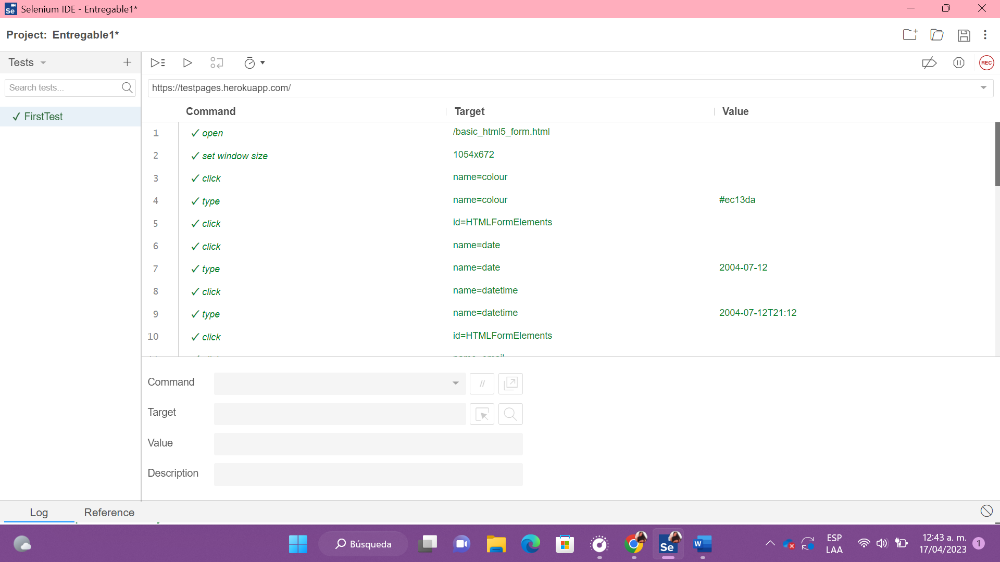 Selenium IDE - Entregable1*
Project: Entregable1*
Tests
Search tests...
✓ FirstTest
https://testpages.herokuapp.com/
REC
Command Target Value
1 ✓ open /basic_html5_form.html
2 ✓ set window size 1054x672
3 ✓ click name=colour
4 ✓ type name=colour #ec13da
5 ✓ click id=HTMLFormElements
6 ✓ click name=date
7 ✓ type name=date 2004-07-12
8 ✓ click name=datetime
9 ✓ type name=datetime 2004-07-12T21:12
10 ✓ click id=HTMLFormElements
Command //
Target
Value
Description
Log Reference
Búsqueda
Se
W
ESP
LAA
12:43 a. m.
17/04/2023
1